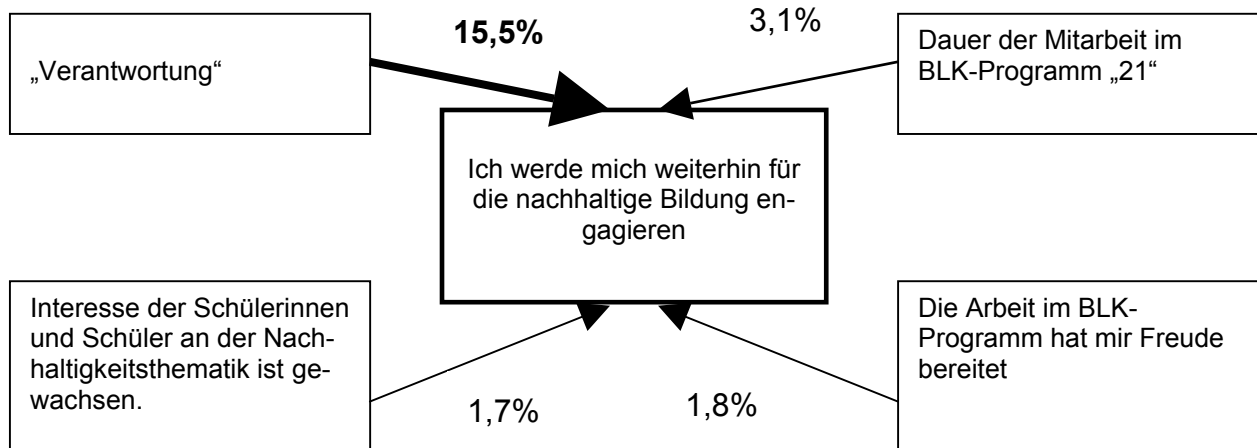 15,5%
3,1%
„Verantwortung“
Dauer der Mitarbeit im
BLK-Programm „21“
Ich werde mich weiterhin für
die nachhaltige Bildung en-
gagieren
Interesse der Schülerinnen
und Schüler an der Nach-
haltigkeitsthematik ist ge-
wachsen.
Die Arbeit im BLK-
Programm hat mir Freude
bereitet
1,7%
1,8%